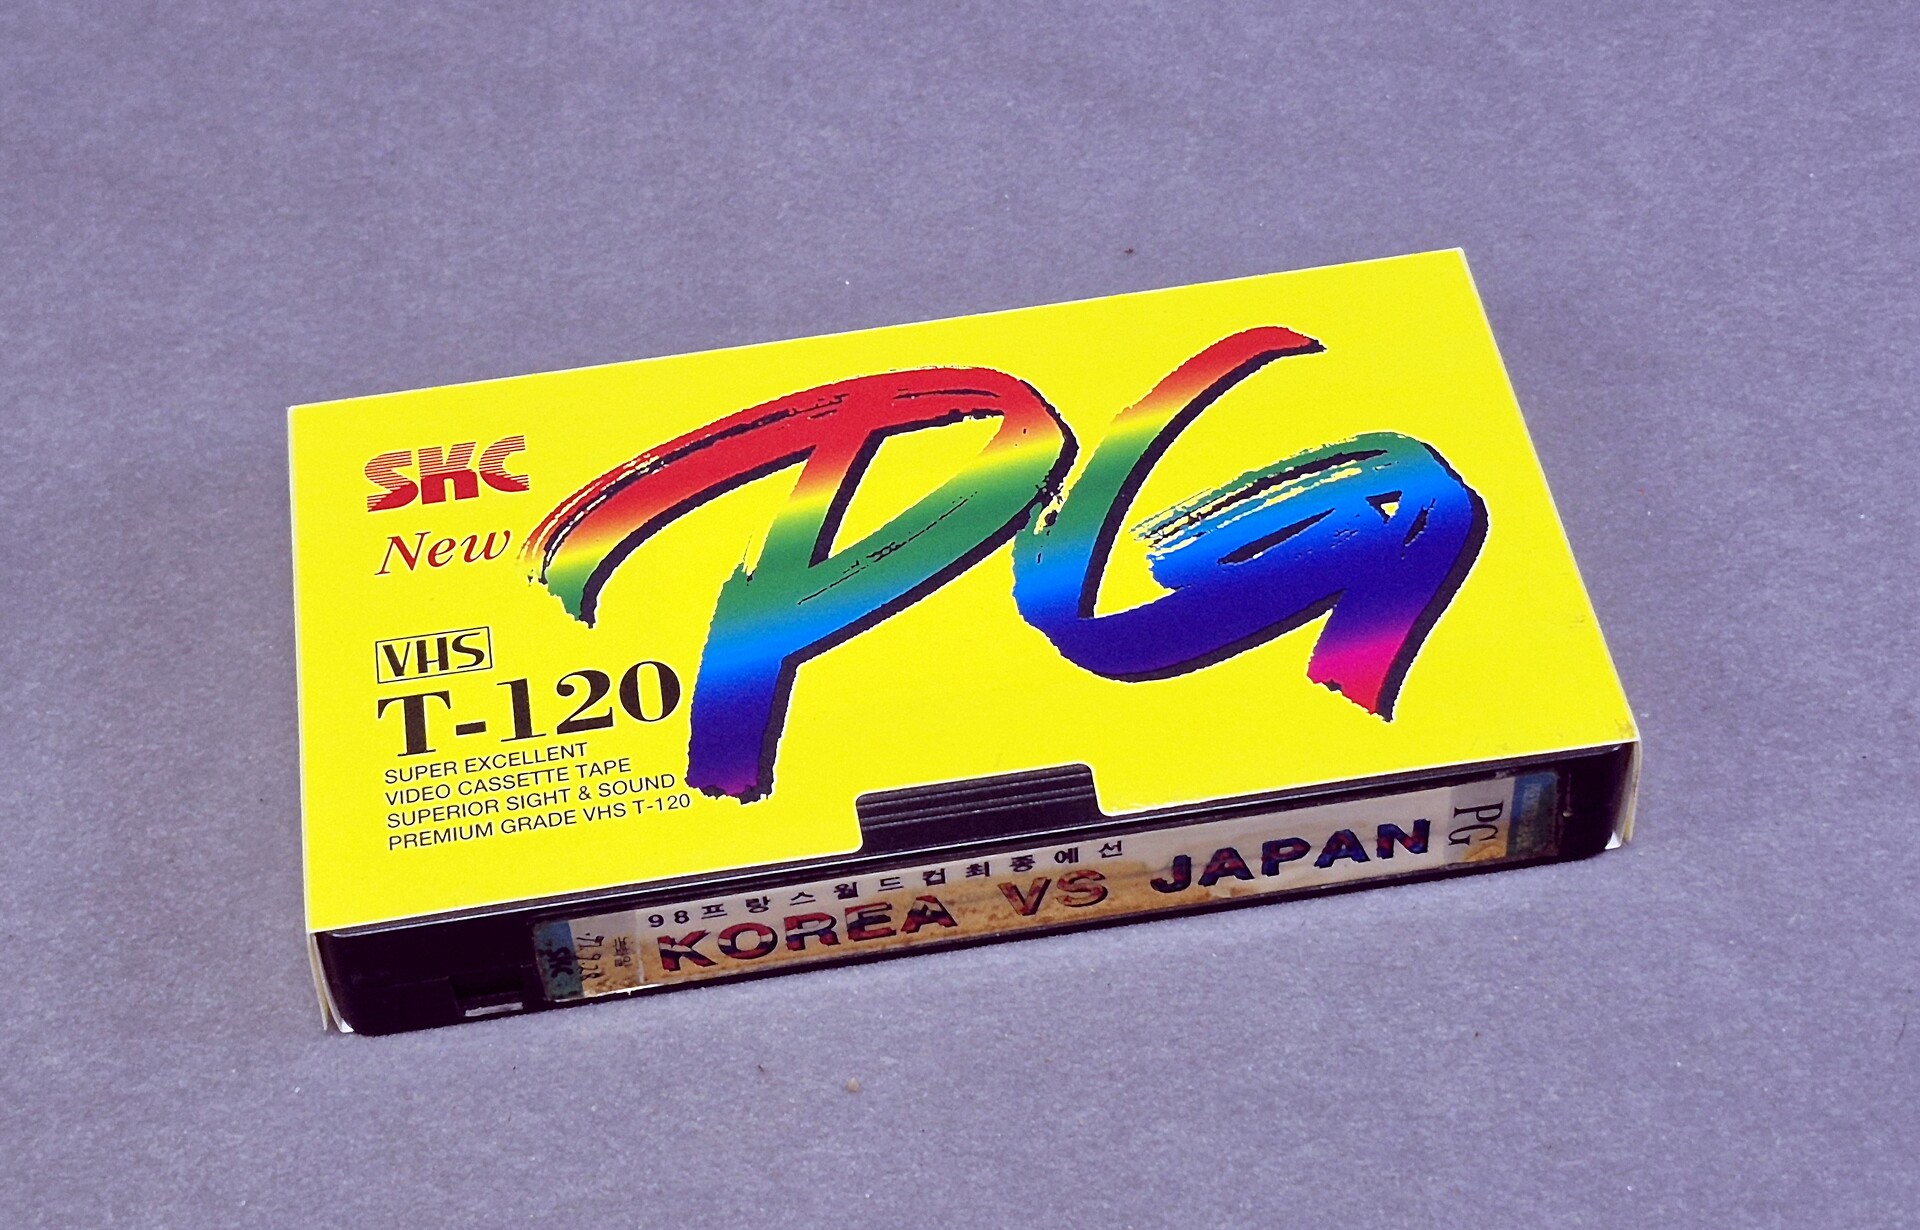 SKC
New
PG
VHS
T-120
SUPER EXCELLENT
VIDEO CASSETTE TAPE
SUPERIOR SIGHT & SOUND
PREMIUM GRADE VHS T-120
98프랑스월드컵최종에선
KOREA VS JAPAN
PG
SKC